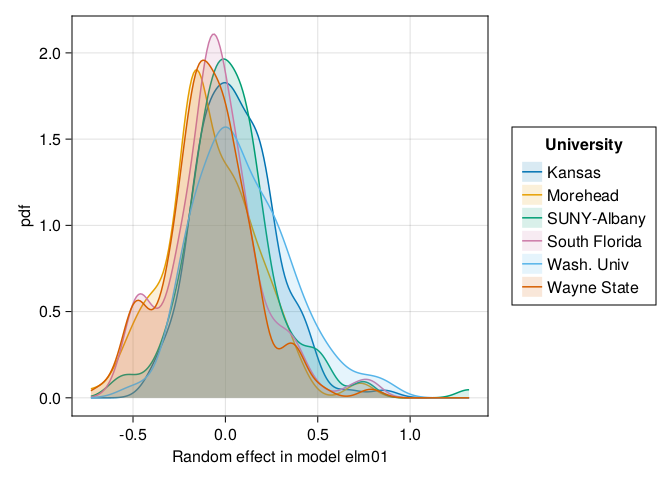 2.0
1.5
1.0
0.5
0.0
pdf
-0.5
0.0
0.5
1.0
Random effect in model elm01
University
Kansas
Morehead
SUNY-Albany
South Florida
Wash. Univ
Wayne State